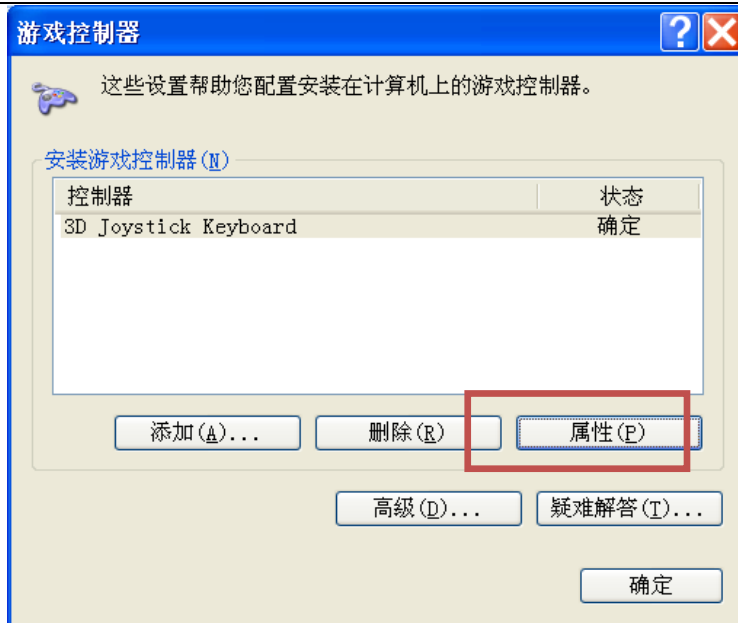 游戏控制器
这些设置帮助您配置安装在计算机上的游戏控制器。
安装游戏控制器(N)
控制器 状态
3D Joystick Keyboard 确定
添加(A)... 删除(R) 属性(P)
高级(D)... 疑难解答(T)...
确定